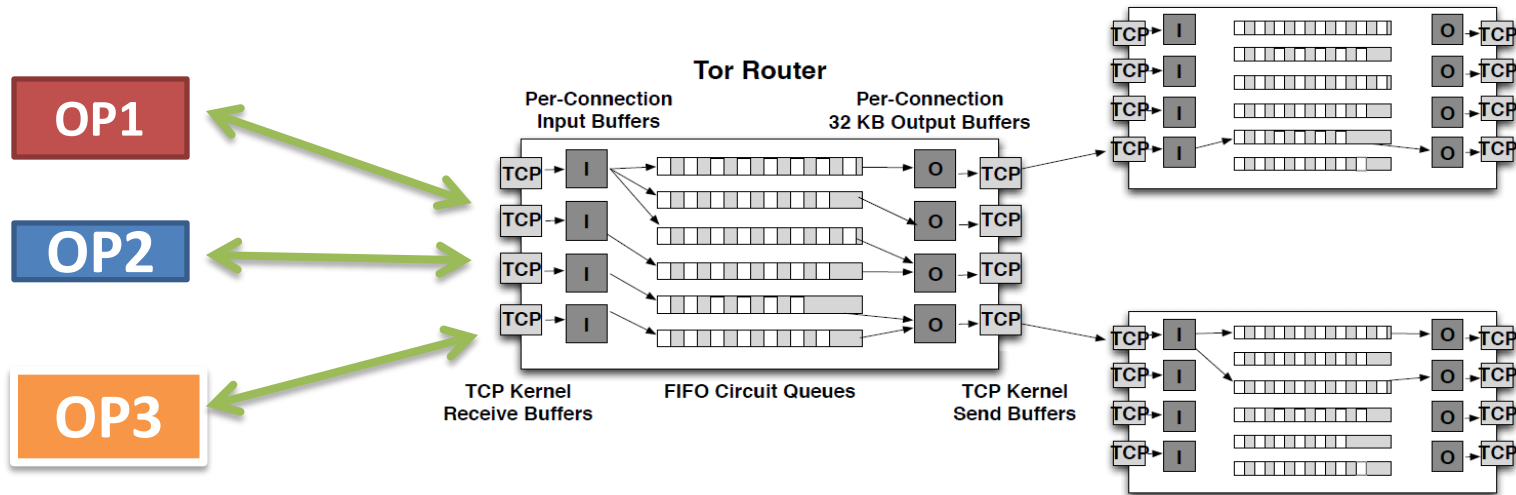 OP1
OP2
OP3
Tor Router
Per-Connection
Input Buffers
Per-Connection
32 KB Output Buffers
TCP I O TCP
TCP I O TCP
TCP I O TCP
TCP I O TCP
TCP Kernel
Receive Buffers
FIFO Circuit Queues
TCP Kernel
Send Buffers
TCP I O TCP
TCP I O TCP
TCP I O TCP
TCP I O TCP
TCP I O TCP
TCP I O TCP
TCP I O TCP
TCP I O TCP